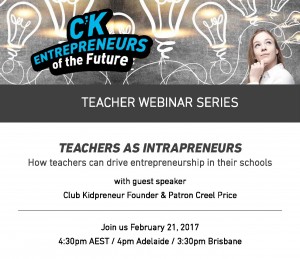 CK
ENTREPRENEURS
of the Future
TEACHER WEBINAR SERIES
TEACHERS AS INTRAPRENEURS
How teachers can drive entrepreneurship in their schools
with guest speaker
Club Kidpreneur Founder & Patron Creel Price
Join us February 21, 2017
4:30pm AEST / 4pm Adelaide / 3:30pm Brisbane